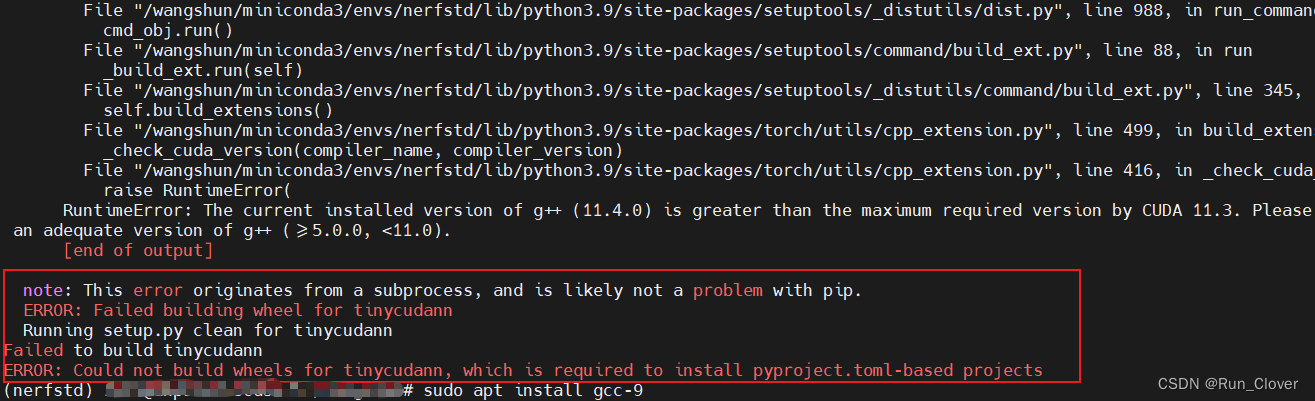 File "/wangshun/miniconda3/envs/nerfstd/lib/python3.9/site-packages/setuptools/_distutils/dist.py", line 988, in run_comman
cmd_obj.run()
File "/wangshun/miniconda3/envs/nerfstd/lib/python3.9/site-packages/setuptools/command/build_ext.py", line 88, in run
_build_ext.run(self)
File "/wangshun/miniconda3/envs/nerfstd/lib/python3.9/site-packages/setuptools/_distutils/command/build_ext.py", line 345,
self.build_extensions()
File "/wangshun/miniconda3/envs/nerfstd/lib/python3.9/site-packages/torch/utils/cpp_extension.py", line 499, in build_exten
_check_cuda_version(compiler_name, compiler_version)
File "/wangshun/miniconda3/envs/nerfstd/lib/python3.9/site-packages/torch/utils/cpp_extension.py", line 416, in _check_cuda_
raise RuntimeError(
RuntimeError: The current installed version of g++ (11.4.0) is greater than the maximum required version by CUDA 11.3. Please
an adequate version of g++ (>=5.0.0, <11.0).
[end of output]
note: This error originates from a subprocess, and is likely not a problem with pip.
ERROR: Failed building wheel for tinycudann
Running setup.py clean for tinycudann
Failed to build tinycudann
ERROR: Could not build wheels for tinycudann, which is required to install pyproject.toml-based projects
(nerfstd) # sudo apt install gcc-9
CSDN @Run_Clover